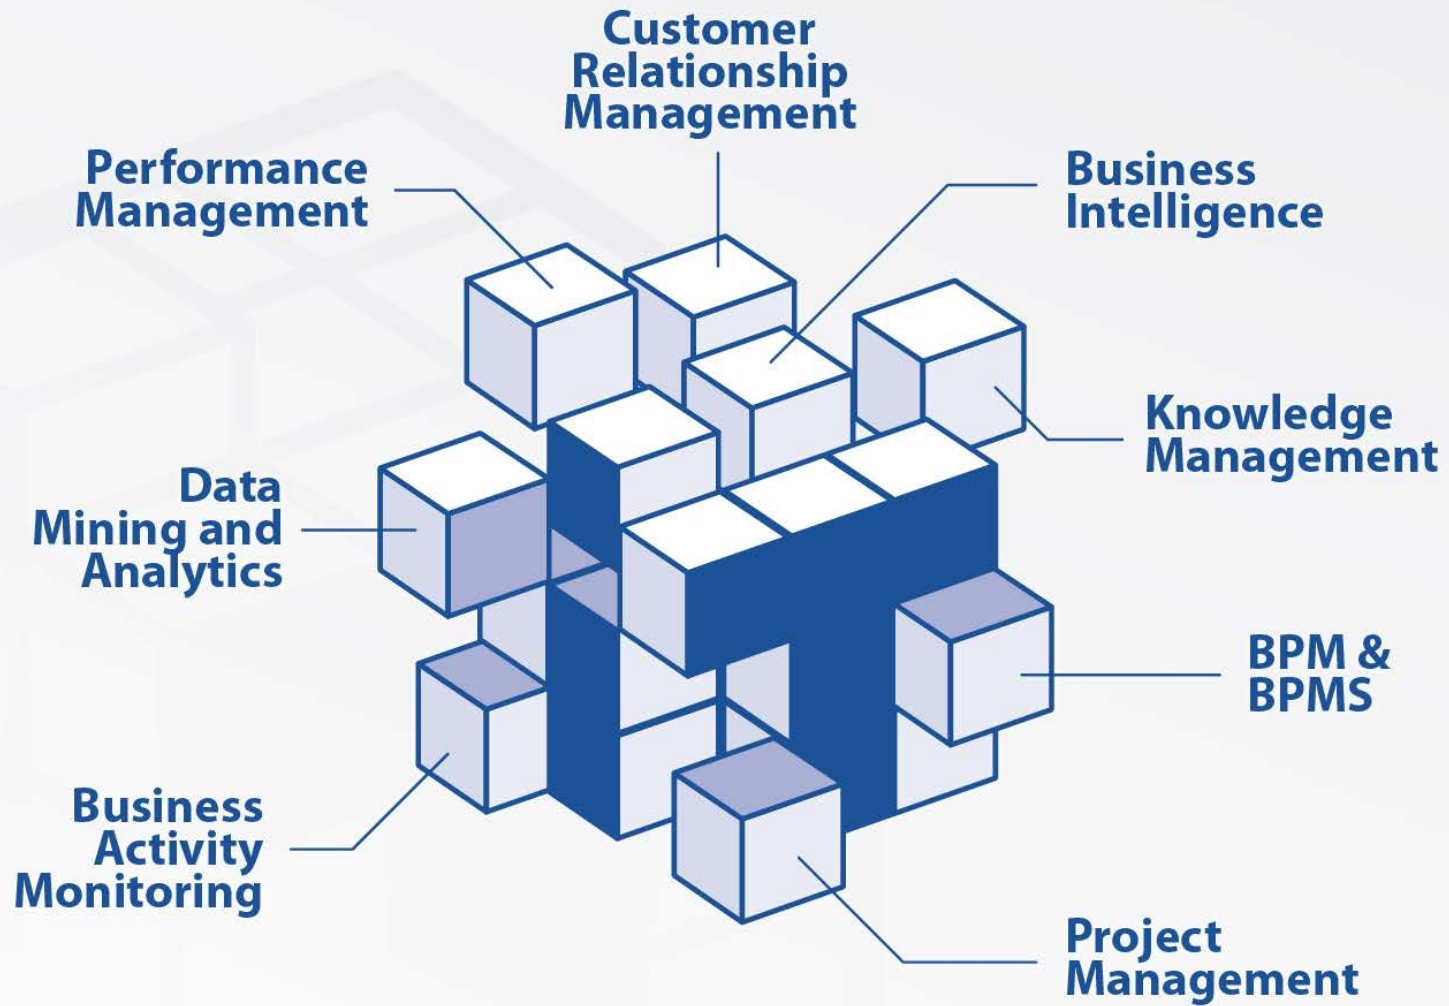 Customer
Relationship
Management
Performance
Management
Business
Intelligence
Knowledge
Management
Data
Mining and
Analytics
BPM &
BPMS
Business
Activity
Monitoring
Project
Management